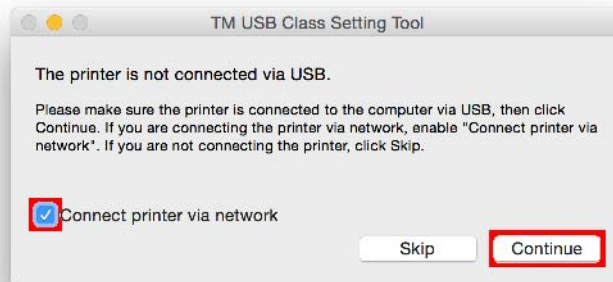 TM USB Class Setting Tool
The printer is not connected via USB.
Please make sure the printer is connected to the computer via USB, then click
Continue. If you are connecting the printer via network, enable "Connect printer via
network". If you are not connecting the printer, click Skip.
Connect printer via network
Skip Continue